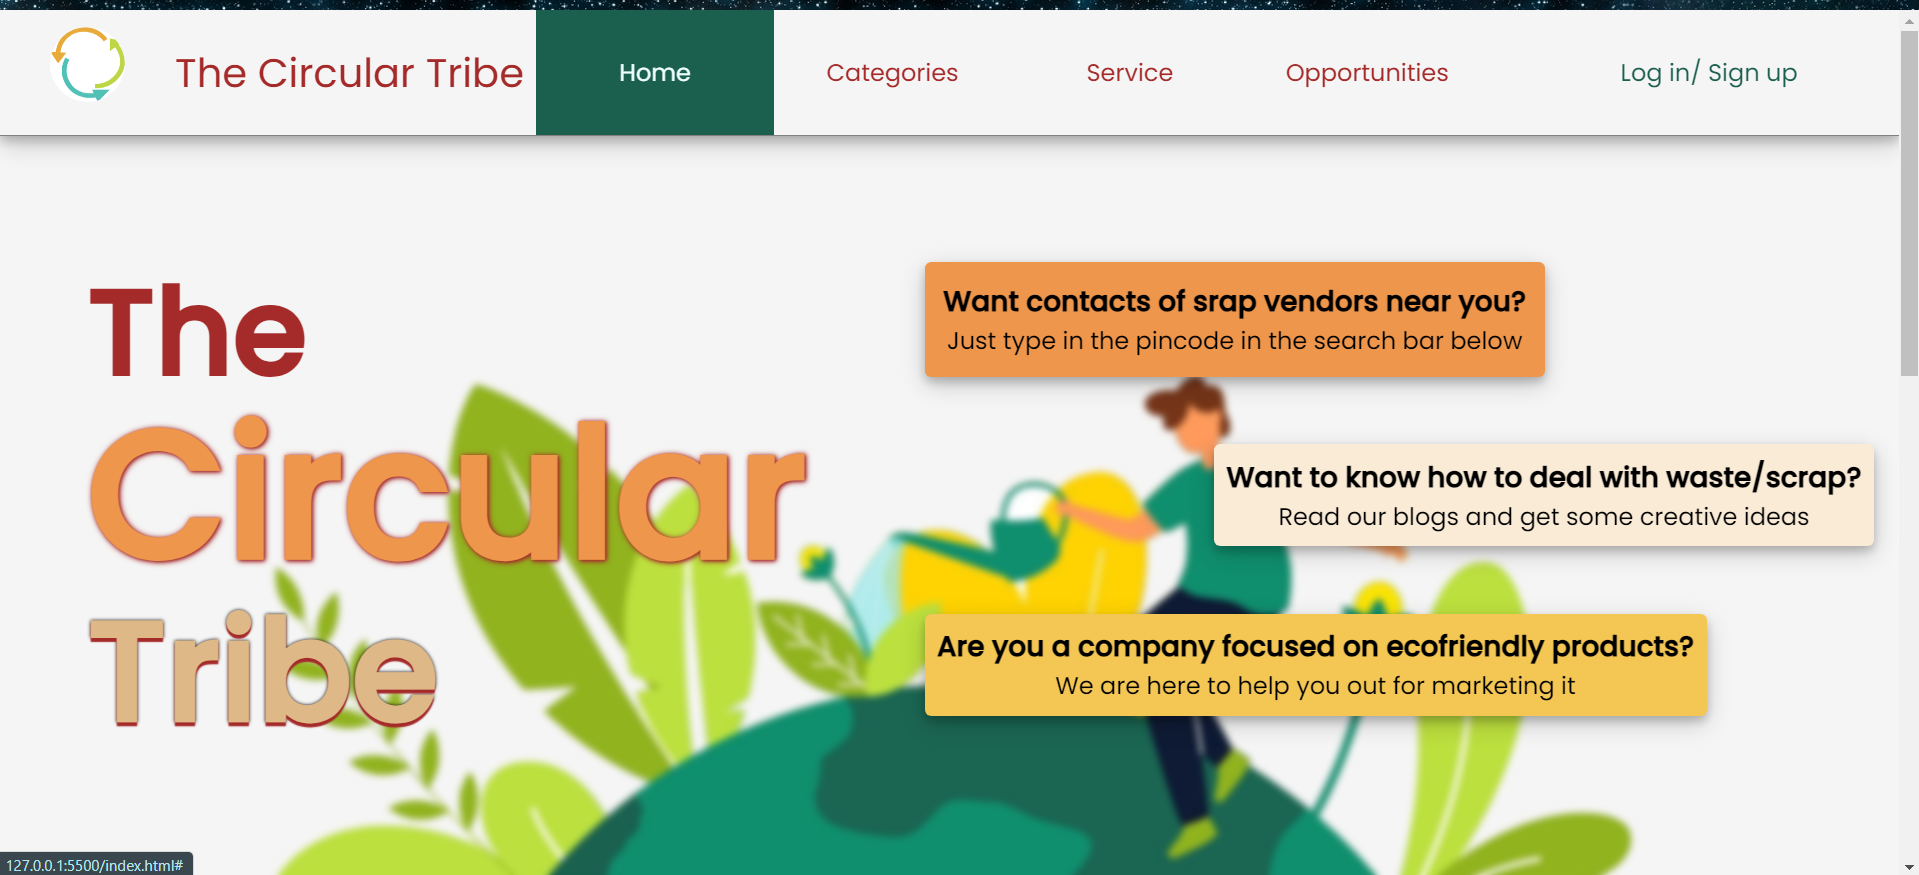 The Circular Tribe Home Categories Service Opportunities Log in/ Sign up
The
Circular
Tribe
Want contacts of srap vendors near you?
Just type in the pincode in the search bar below
Want to know how to deal with waste/scrap?
Read our blogs and get some creative ideas
Are you a company focused on ecofriendly products?
We are here to help you out for marketing it
127.0.0.1:5500/index.html#